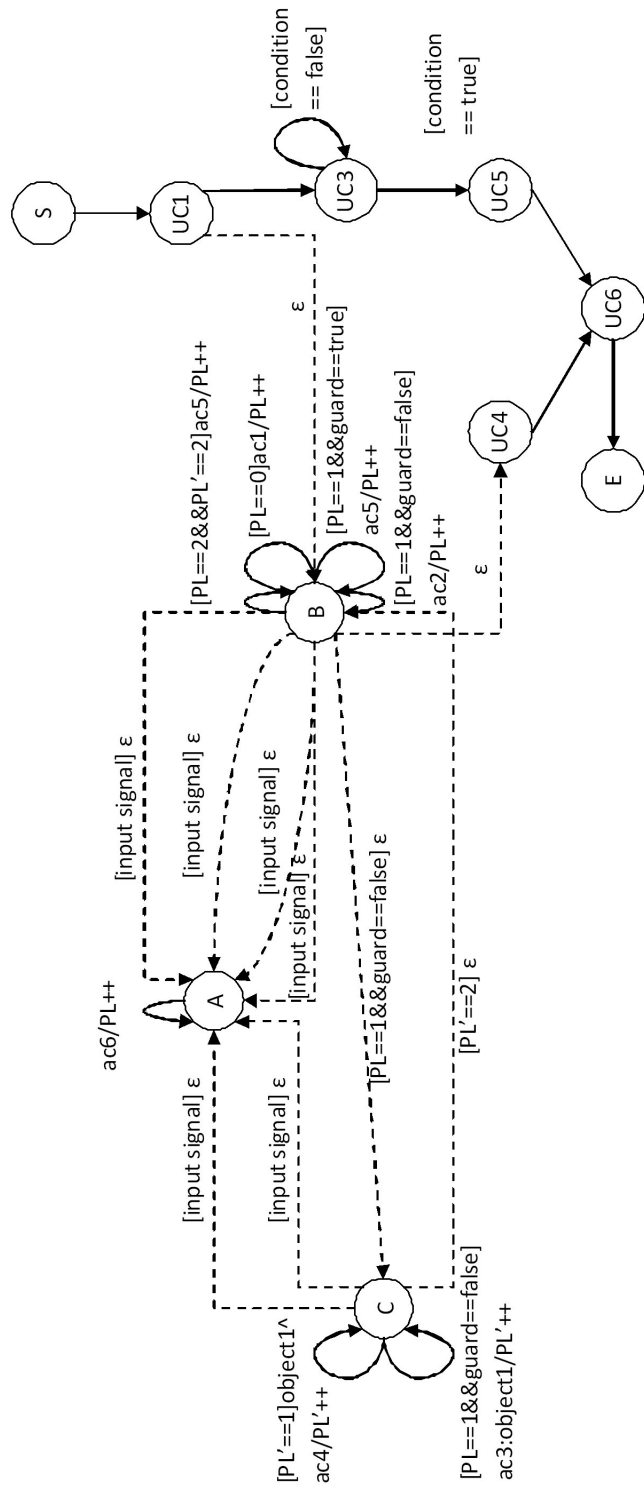 S
UC1
[condition
== false]
UC3
[condition
== true]
UC5
UC6
UC4
E
ε
ε
[PL==2&&PL'==2]ac5/PL++
[PL==0]ac1/PL++
[PL==1&&guard==true]
ac5/PL++
[PL==1&&guard==false]
ac2/PL++
B
[input signal] ε
[input signal] ε
[input signal] ε
[input signal] ε
[PL==1&&guard==false] ε
[PL'==2] ε
ac6/PL++
A
[input signal] ε
[input signal] ε
C
[PL'==1]object1^
ac4/PL'++
[PL==1&&guard==false]
ac3:object1/PL'++